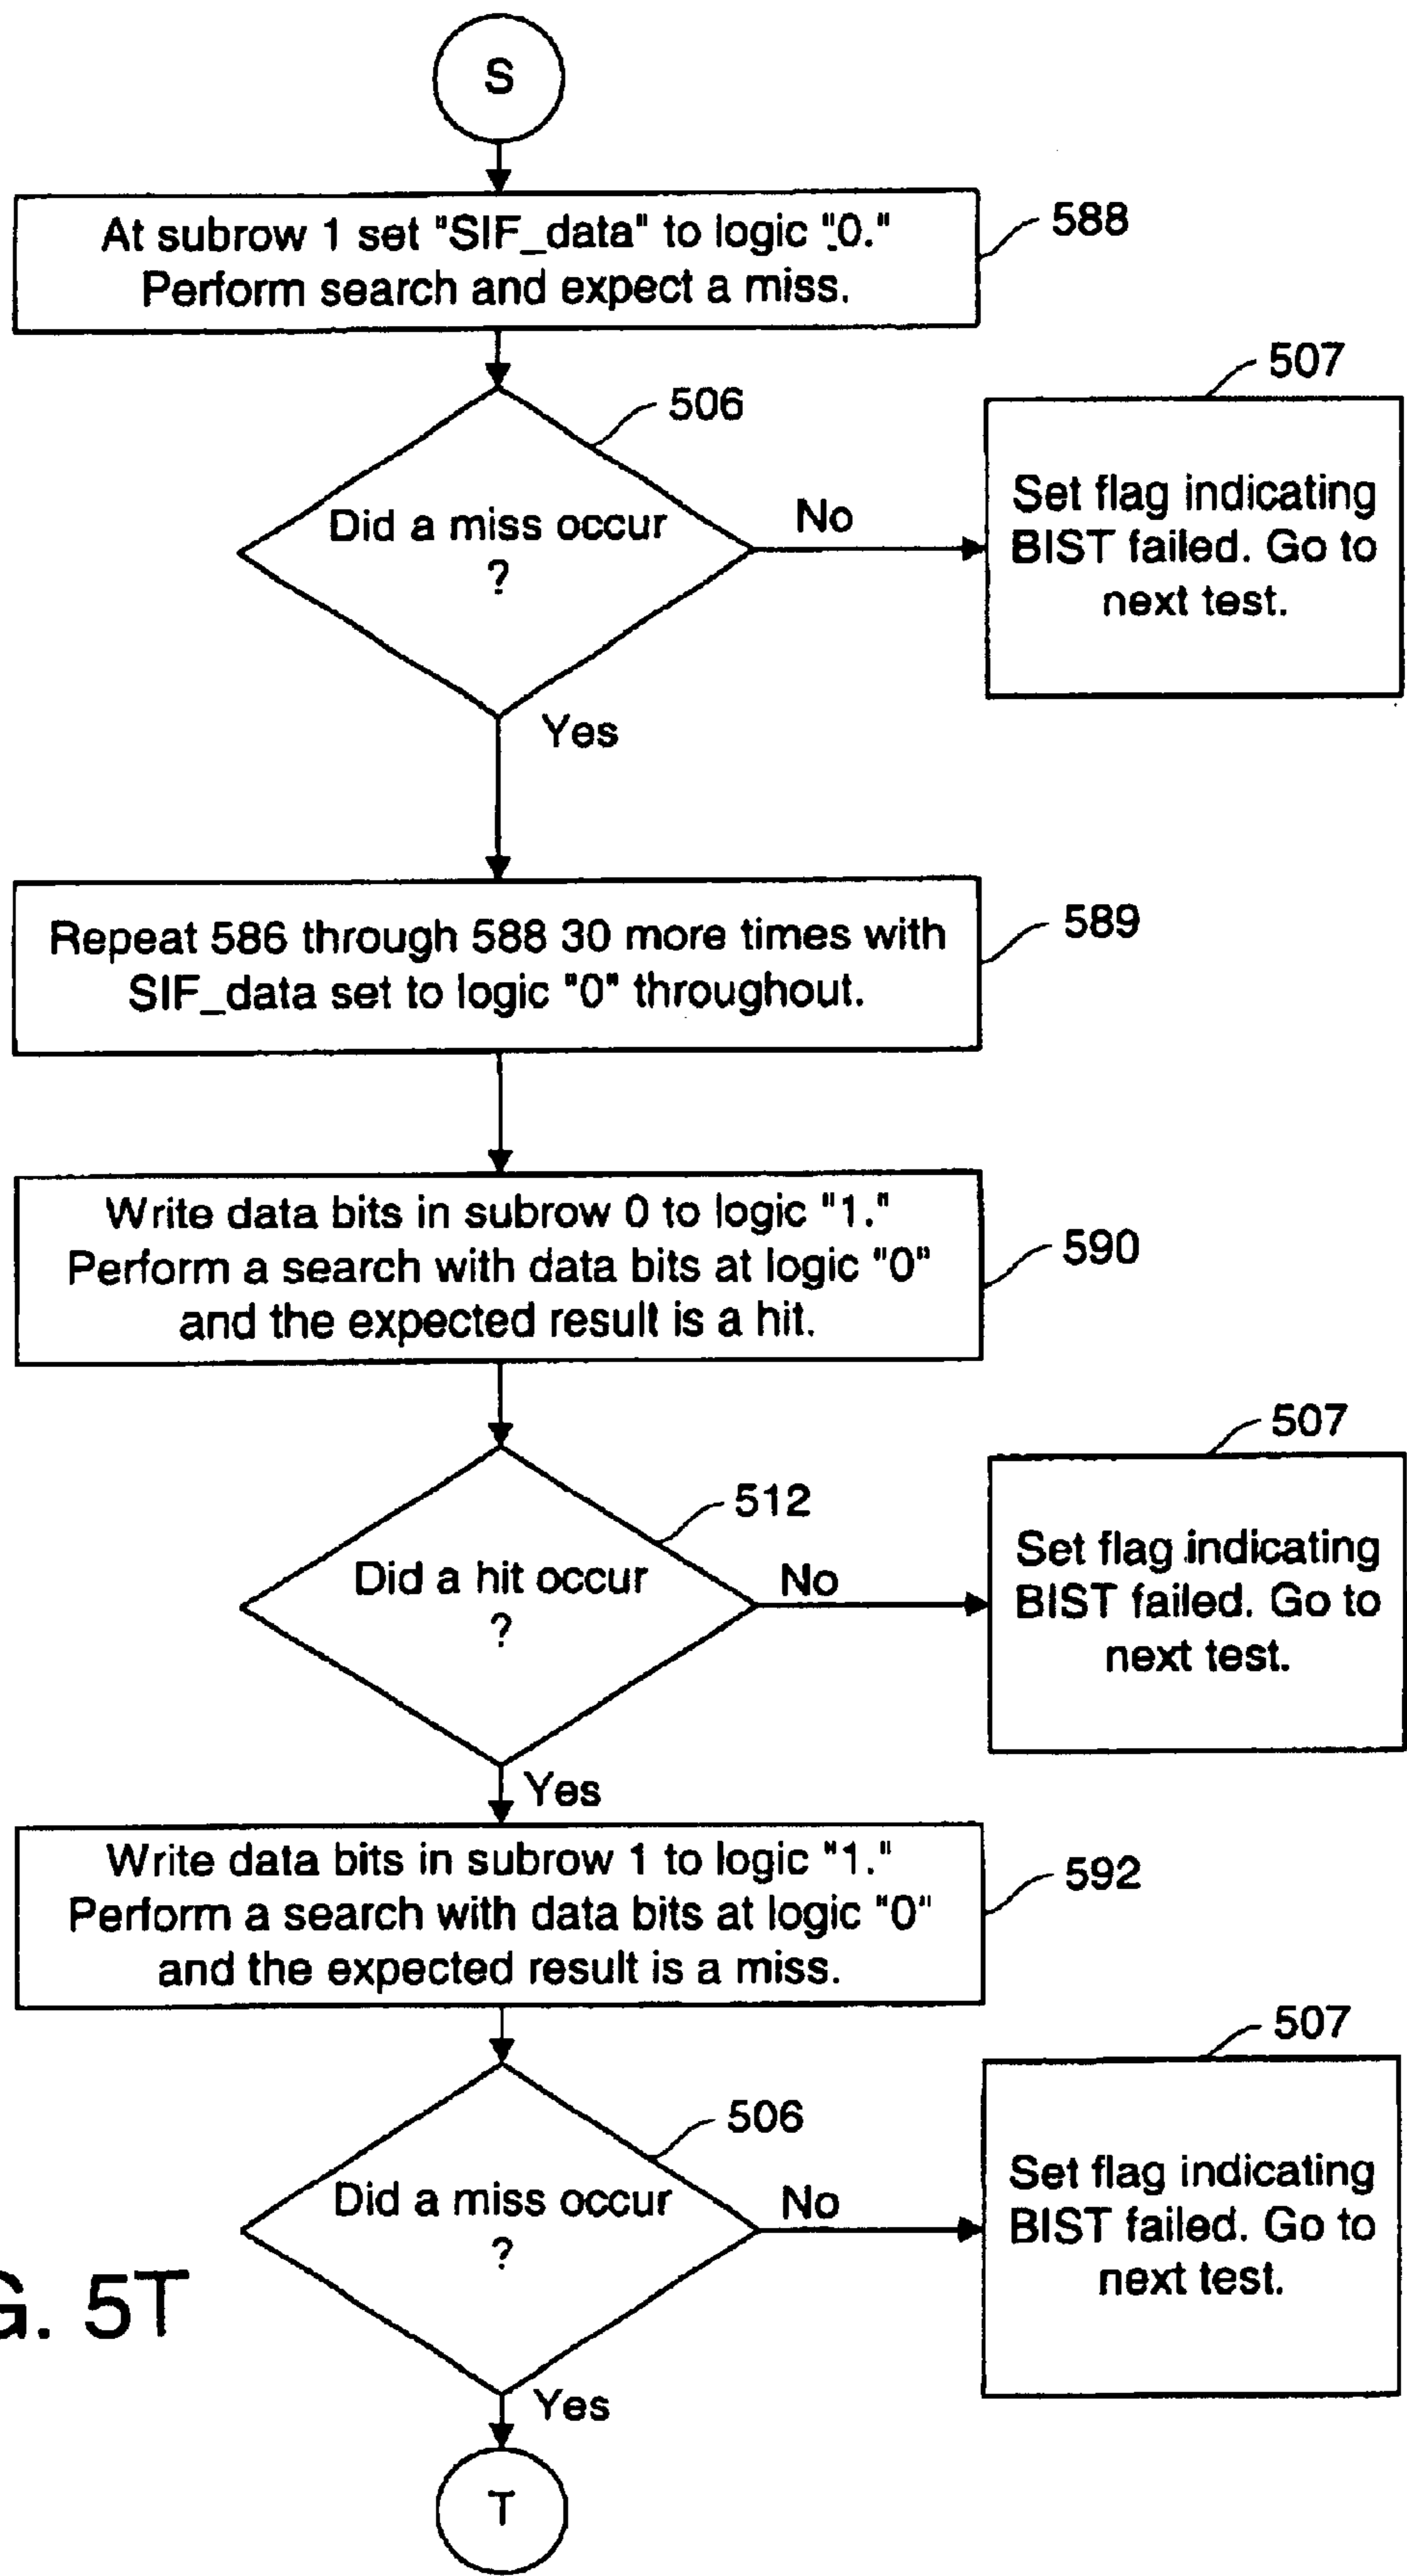 S
At subrow 1 set "SIF_data" to logic "0."
Perform search and expect a miss.
588
506
Did a miss occur
?
No
507
Set flag indicating
BIST failed. Go to
next test.
Yes
Repeat 586 through 588 30 more times with
SIF_data set to logic "0" throughout.
589
Write data bits in subrow 0 to logic "1."
Perform a search with data bits at logic "0"
and the expected result is a hit.
590
512
Did a hit occur
?
No
507
Set flag indicating
BIST failed. Go to
next test.
Yes
Write data bits in subrow 1 to logic "1."
Perform a search with data bits at logic "0"
and the expected result is a miss.
592
506
Did a miss occur
?
No
507
Set flag indicating
BIST failed. Go to
next test.
Yes
G. 5T
T